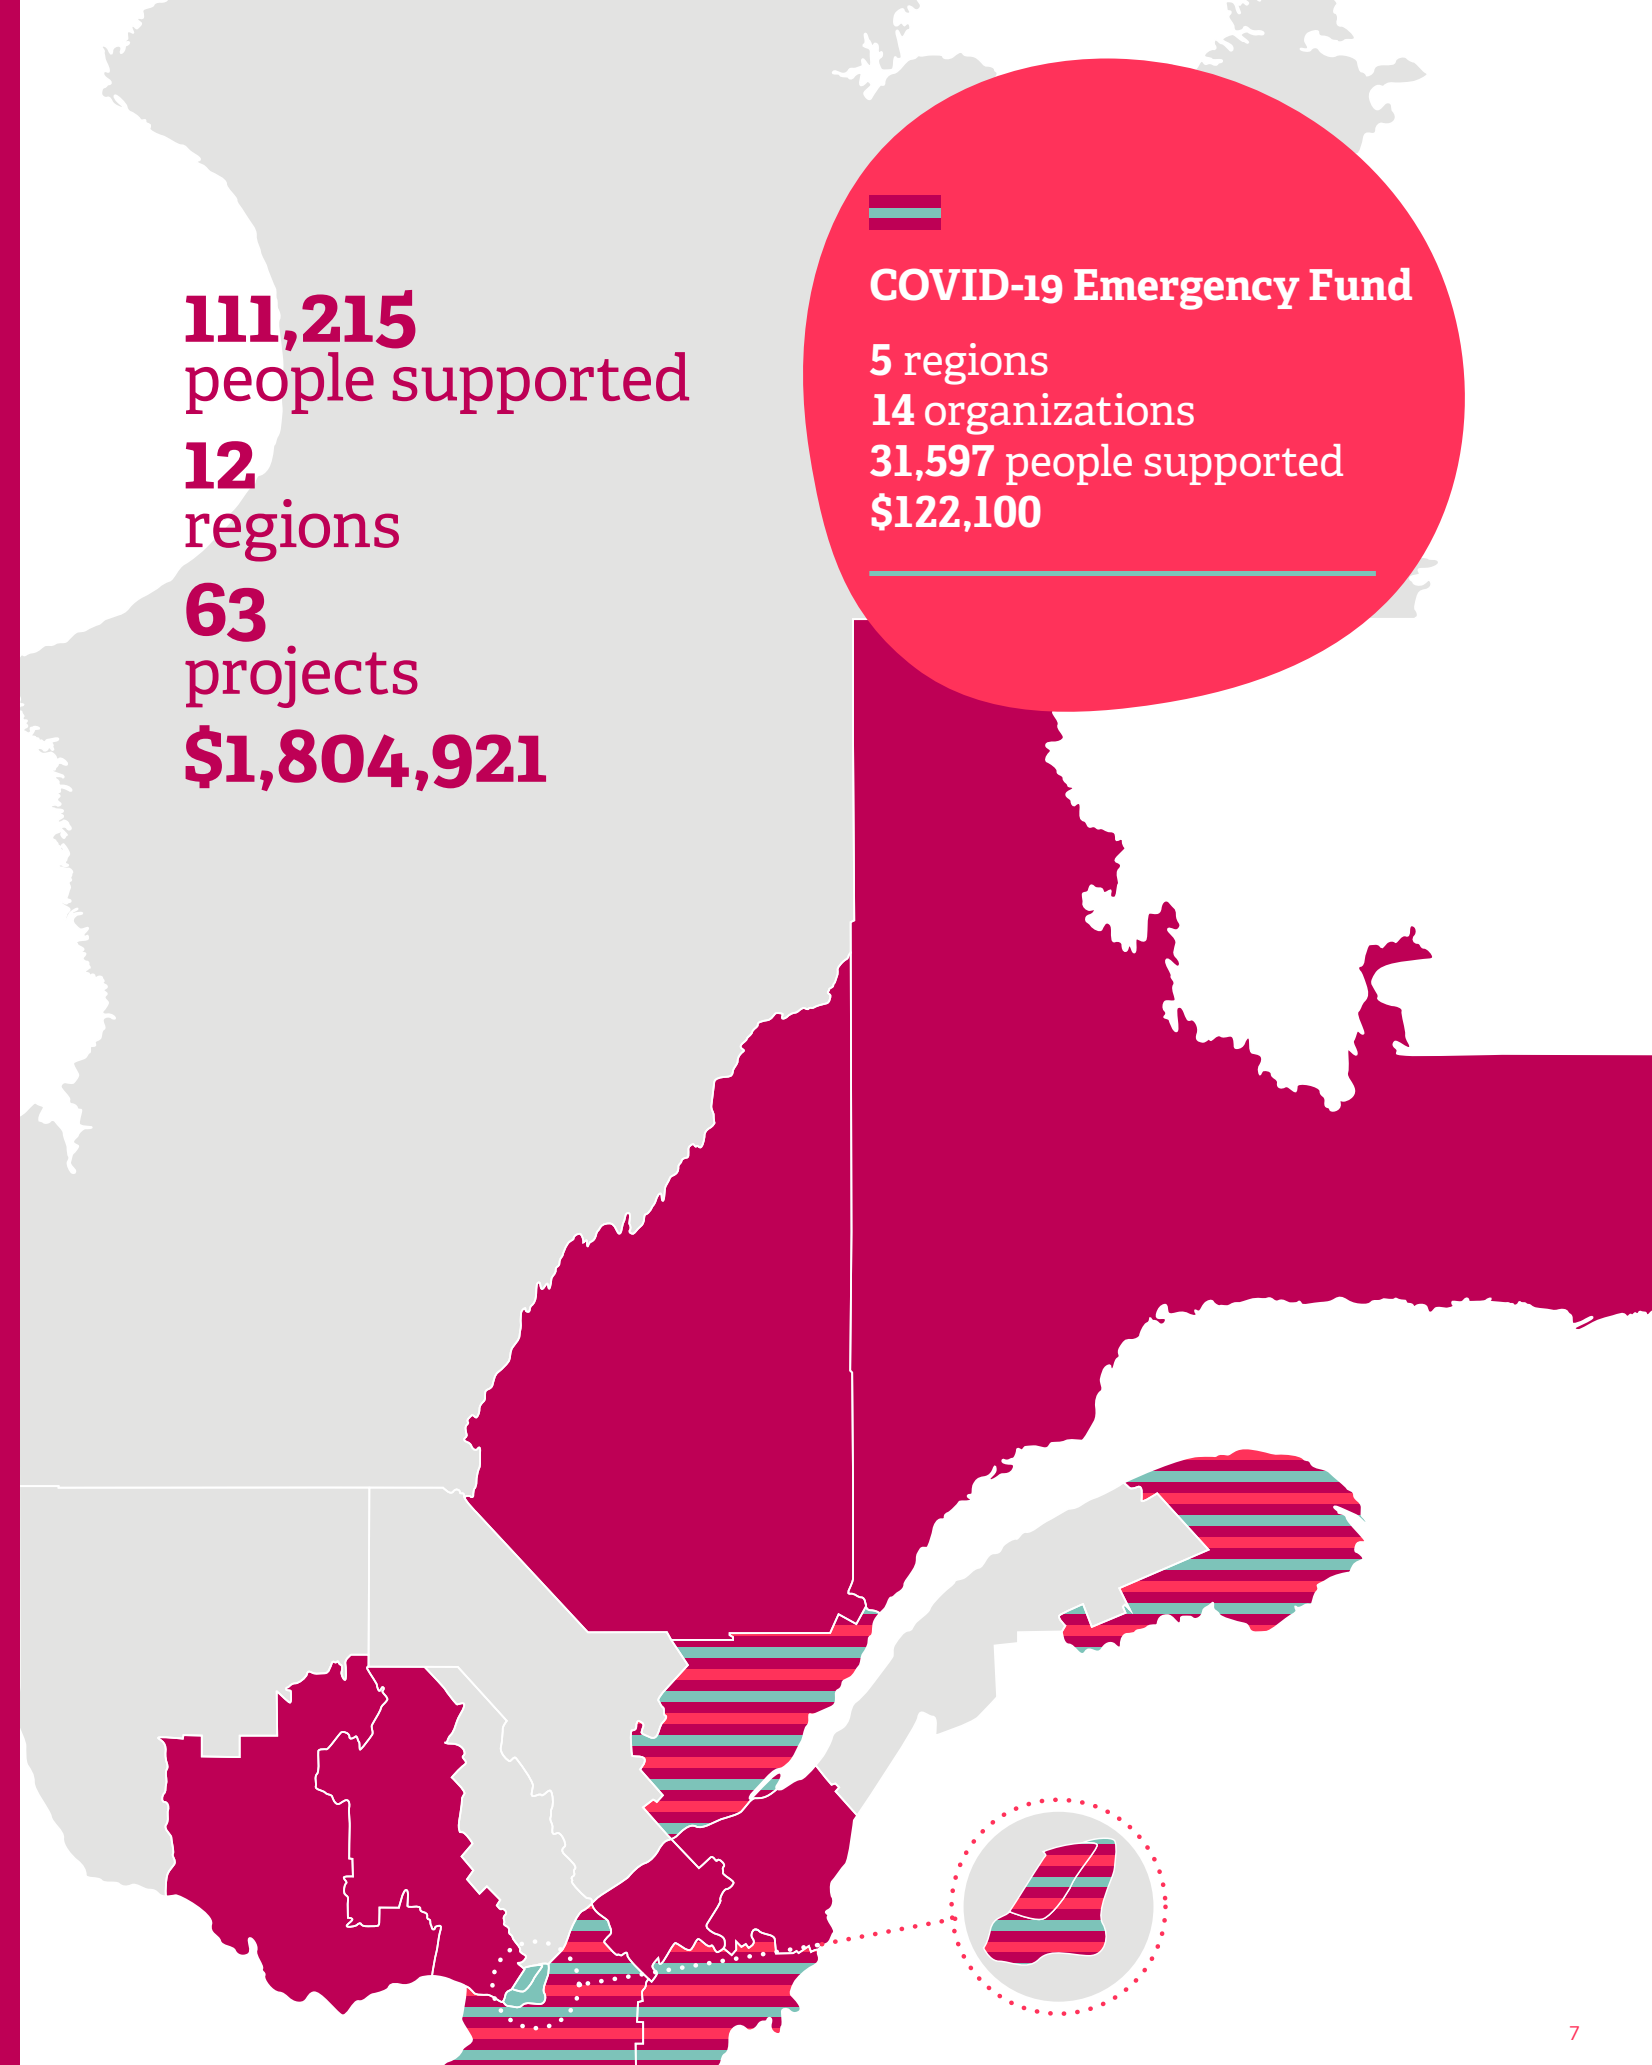 111,215
people supported
12
regions
63
projects
$1,804,921
COVID-19 Emergency Fund
5 regions
14 organizations
31,597 people supported
$122,100
7